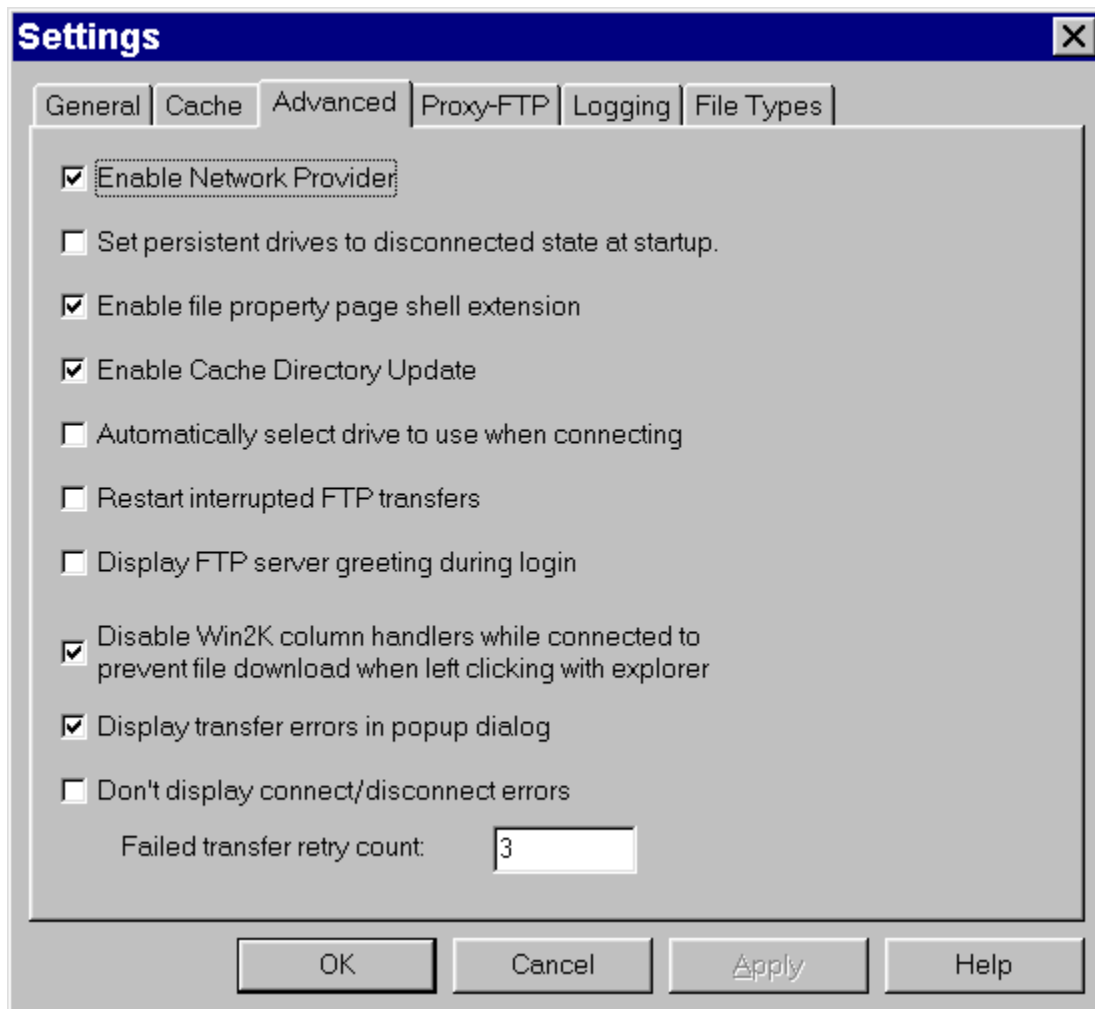 Settings
General Cache Advanced Proxy-FTP Logging File Types
Enable Network Provider
Set persistent drives to disconnected state at startup.
Enable file property page shell extension
Enable Cache Directory Update
Automatically select drive to use when connecting
Restart interrupted FTP transfers
Display FTP server greeting during login
Disable Win2K column handlers while connected to
prevent file download when left clicking with explorer
Display transfer errors in popup dialog
Don't display connect/disconnect errors
Failed transfer retry count: 3
OK Cancel Apply Help